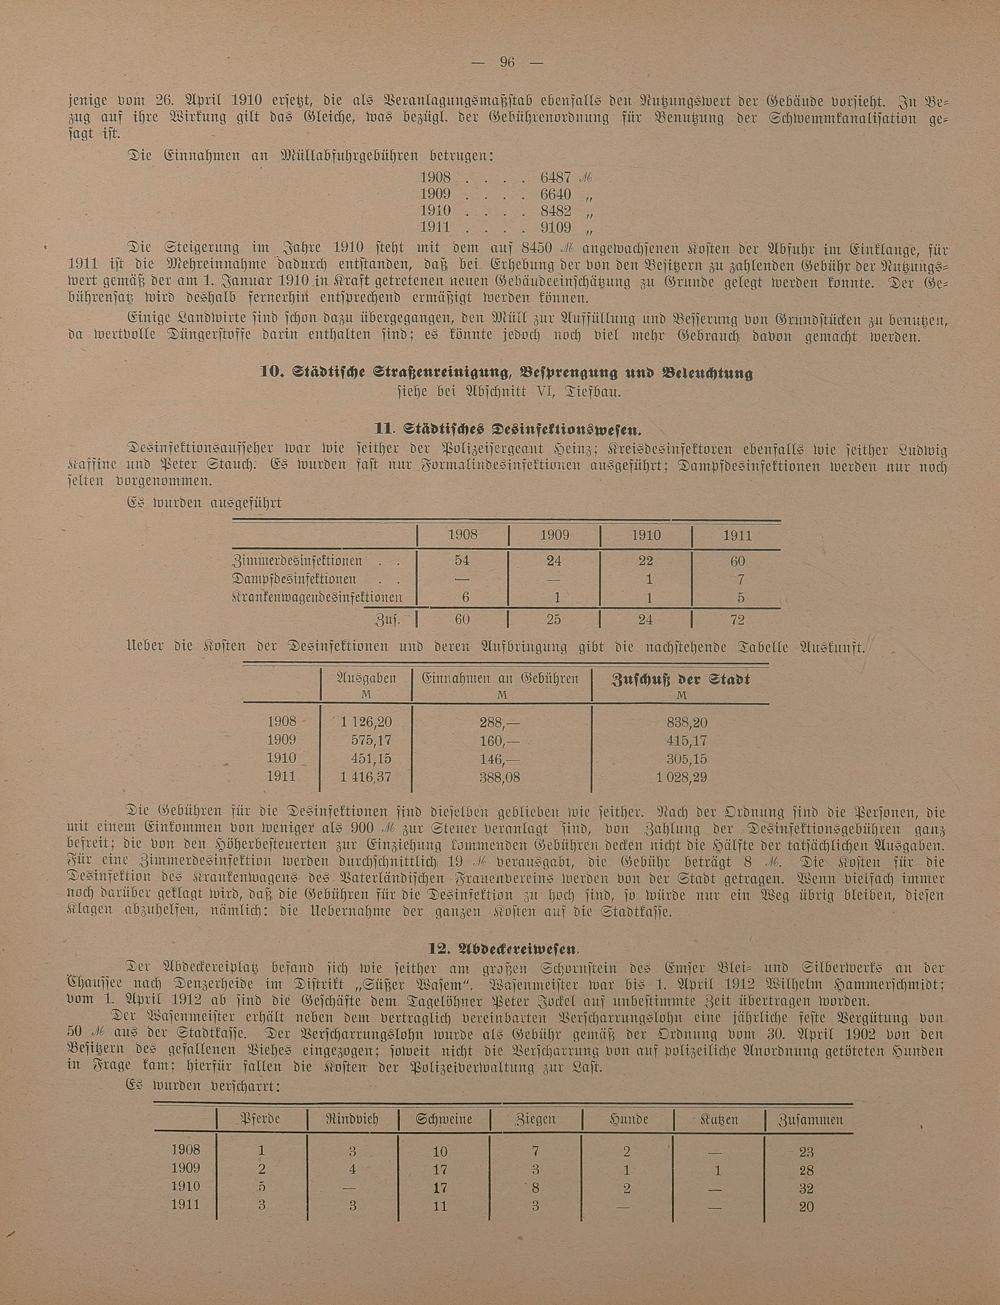 — 96 —
jenige vom 26. April 1910 ersetzt, die als Veranlagungsmaßstab ebenfalls den Nutzungswert der Gebäude vorsieht. In Be-
zug auf ihre Wirkung gilt das Gleiche, was bezügl. der Gebührenordnung für Benutzung der Schwemmkanalisation ge-
sagt ist.
Die Einnahmen an Müllabfuhrgebühren betrugen:
1908 . . . . 6487 ℳ
1909 . . . . 6640 „
1910 . . . . 8482 „
1911 . . . . 9109 „
Die Steigerung im Jahre 1910 steht mit dem auf 8450 ℳ angewachsenen Kosten der Abfuhr im Einklange, für
1911 ist die Mehreinnahme dadurch entstanden, daß bei Erhebung der von den Besitzern zu zahlenden Gebühr der Nutzungs-
wert gemäß der am 1. Januar 1910 in Kraft getretenen neuen Gebäudeeinschätzung zu Grunde gelegt werden konnte. Der Ge-
bührensatz wird deshalb fernerhin entsprechend ermäßigt werden können.
Einige Landwirte sind schon dazu übergegangen, den Müll zur Auffüllung und Besserung von Grundstücken zu benutzen,
da wertvolle Düngerstoffe darin enthalten sind; es könnte jedoch noch viel mehr Gebrauch davon gemacht werden.
10. Städtische Straßenreinigung, Besprengung und Beleuchtung
siehe bei Abschnitt VI, Tiefbau.
11. Städtisches Desinfektionswesen.
Desinfektionsaufseher war wie seither der Polizeisergeant Heinz; Kreisdesinfektoren ebenfalls wie seither Ludwig
Kaffine und Peter Stauch. Es wurden fast nur Formalindesinfektionen ausgeführt; Dampfdesinfektionen werden nur noch
selten vorgenommen.
Es wurden ausgeführt
1908 1909 1910 1911
Zimmerdesinfektionen . . 54 24 22 60
Dampfdesinfektionen . . — — 1 7
Krankenwagendesinfektionen 6 1 1 5
Zus. 60 25 24 72
Ueber die Kosten der Desinfektionen und deren Aufbringung gibt die nachstehende Tabelle Auskunft.
Ausgaben Einnahmen an Gebühren Zuschuß der Stadt
M M M
1908 1 126,20 288,— 838,20
1909 575,17 160,— 415,17
1910 451,15 146,— 305,15
1911 1 416,37 388,08 1 028,29
Die Gebühren für die Desinfektionen sind dieselben geblieben wie seither. Nach der Ordnung sind die Personen, die
mit einem Einkommen von weniger als 900 ℳ zur Steuer veranlagt sind, von Zahlung der Desinfektionsgebühren ganz
befreit; die von den Höherbesteuerten zur Einziehung kommenden Gebühren decken nicht die Hälfte der tatsächlichen Ausgaben.
Für eine Zimmerdesinfektion werden durchschnittlich 19 ℳ verausgabt, die Gebühr beträgt 8 ℳ. Die Kosten für die
Desinfektion des Krankenwagens des Vaterländischen Frauenvereins werden von der Stadt getragen. Wenn vielfach immer
noch darüber geklagt wird, daß die Gebühren für die Desinfektion zu hoch sind, so würde nur ein Weg übrig bleiben, diesen
Klagen abzuhelfen, nämlich: die Uebernahme der ganzen Kosten auf die Stadtkasse.
12. Abdeckereiwesen.
Der Abdeckereiplatz befand sich wie seither am großen Schornstein des Emser Blei- und Silberwerks an der
Chaussee nach Denzerheide im Distrikt „Süßer Wasem“. Wasenmeister war bis 1. April 1912 Wilhelm Hammerschmidt;
vom 1. April 1912 ab sind die Geschäfte dem Tagelöhner Peter Jockel auf unbestimmte Zeit übertragen worden.
Der Wasenmeister erhält neben dem vertraglich vereinbarten Verscharrungslohn eine jährliche feste Vergütung von
50 ℳ aus der Stadtkasse. Der Verscharrungslohn wurde als Gebühr gemäß der Ordnung vom 30. April 1902 von den
Besitzern des gefallenen Viehes eingezogen; soweit nicht die Verscharrung von auf polizeiliche Anordnung getöteten Hunden
in Frage kam; hierfür fallen die Kosten der Polizeiverwaltung zur Last.
Es wurden verscharrt:
Pferde Rindvieh Schweine Ziegen Hunde Katzen Zusammen
1908 1 3 10 7 2 — 23
1909 2 4 17 3 1 1 28
1910 5 — 17 8 2 — 32
1911 3 3 11 3 — — 20